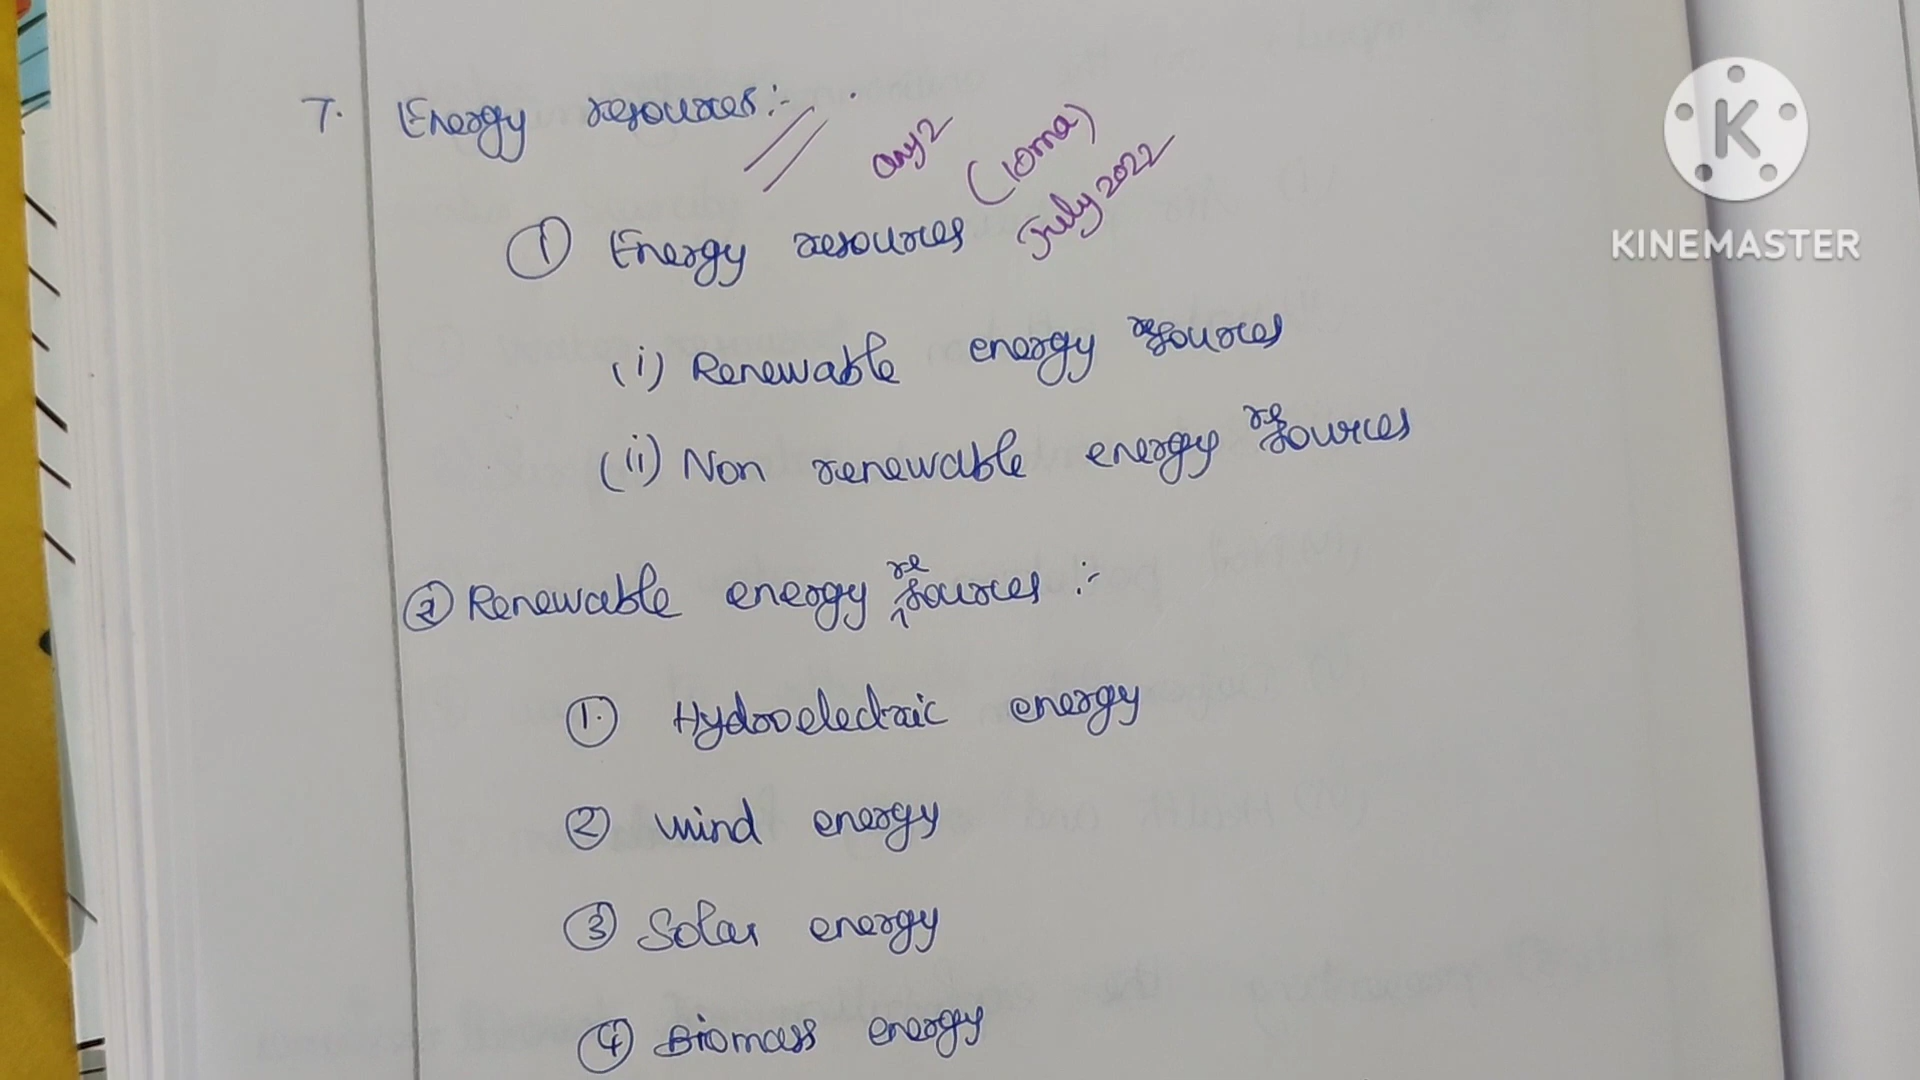 7. Energy resources:-
any 2 (10ma)
July 2022
① Energy resources
(i) Renewable energy resources
(ii) Non renewable energy resources
② Renewable energy resources :-
①. Hydroelectric energy
② wind energy
③ Solar energy
④ Biomass energy
K
KINEMASTER